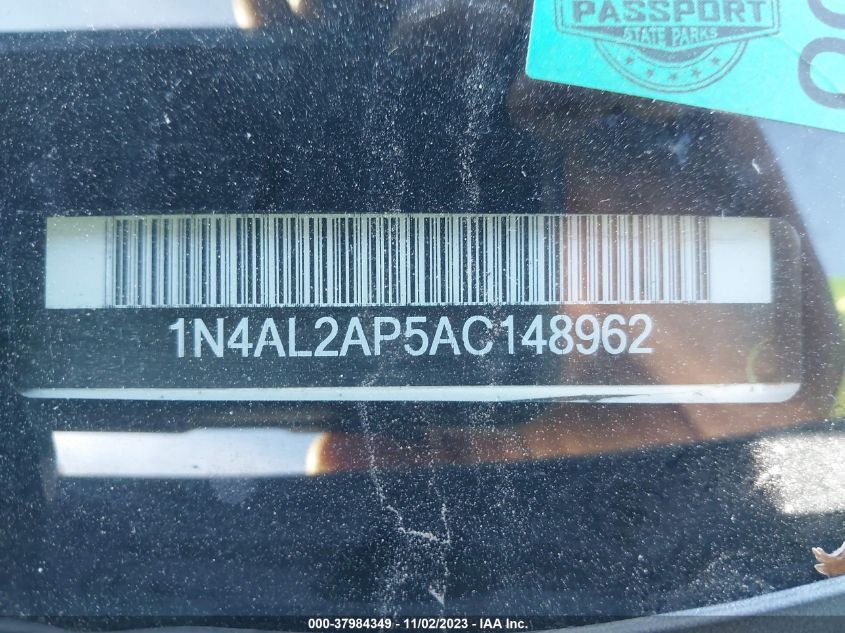 PASSPORT
STATE PARKS
1N4AL2AP5AC148962
000-37984349 - 11/02/2023 - IAA Inc.